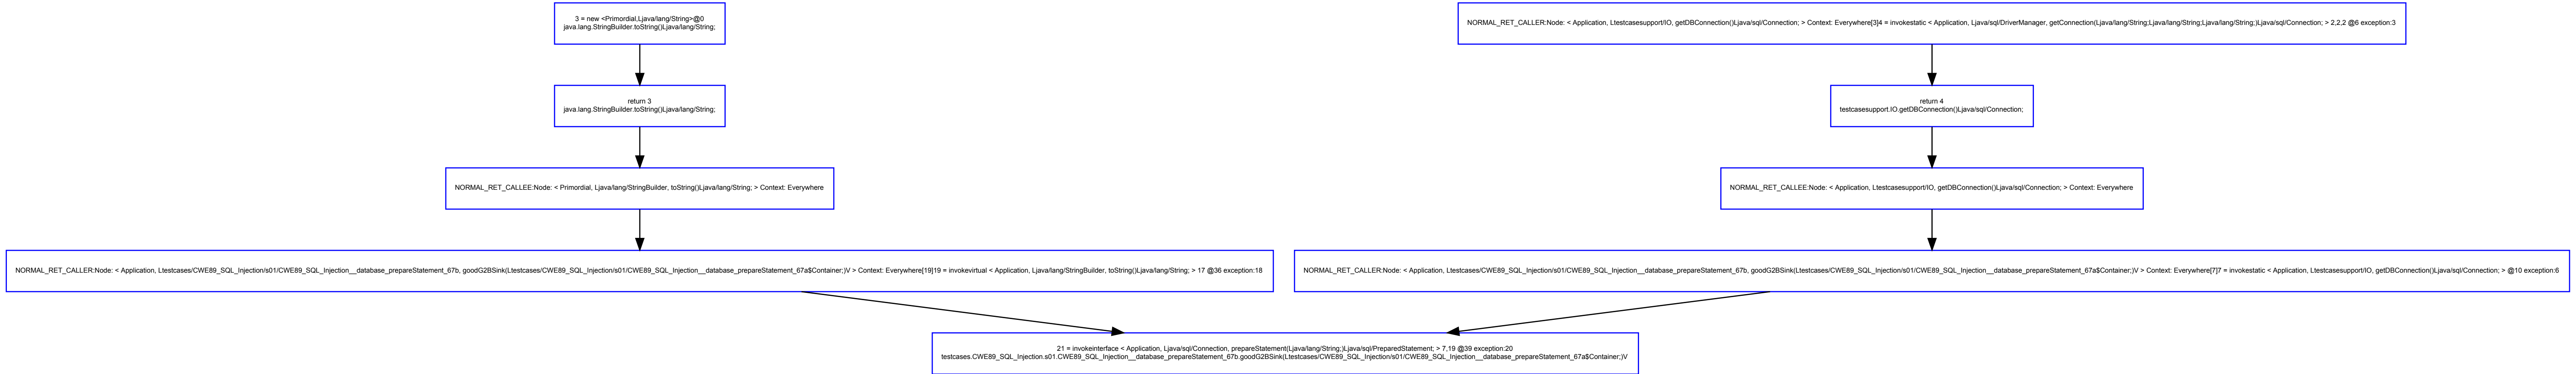 3 = new <Primordial,Ljava/lang/String>@0
java.lang.StringBuilder.toString()Ljava/lang/String;
NORMAL_RET_CALLER:Node: < Application, Ltestcasesupport/IO, getDBConnection()Ljava/sql/Connection; > Context: Everywhere[3]4 = invokestatic < Application, Ljava/sql/DriverManager, getConnection(Ljava/lang/String;Ljava/lang/String;Ljava/lang/String;)Ljava/sql/Connection; > 2,2,2 @6 exception:3
return 3
java.lang.StringBuilder.toString()Ljava/lang/String;
return 4
testcasesupport.IO.getDBConnection()Ljava/sql/Connection;
NORMAL_RET_CALLEE:Node: < Primordial, Ljava/lang/StringBuilder, toString()Ljava/lang/String; > Context: Everywhere
NORMAL_RET_CALLEE:Node: < Application, Ltestcasesupport/IO, getDBConnection()Ljava/sql/Connection; > Context: Everywhere
NORMAL_RET_CALLER:Node: < Application, Ltestcases/CWE89_SQL_Injection/s01/CWE89_SQL_Injection__database_prepareStatement_67b, goodG2BSink(Ltestcases/CWE89_SQL_Injection/s01/CWE89_SQL_Injection__database_prepareStatement_67a$Container;)V > Context: Everywhere[19]19 = invokevirtual < Application, Ljava/lang/StringBuilder, toString()Ljava/lang/String; > 17 @36 exception:18
NORMAL_RET_CALLER:Node: < Application, Ltestcases/CWE89_SQL_Injection/s01/CWE89_SQL_Injection__database_prepareStatement_67b, goodG2BSink(Ltestcases/CWE89_SQL_Injection/s01/CWE89_SQL_Injection__database_prepareStatement_67a$Container;)V > Context: Everywhere[7]7 = invokestatic < Application, Ltestcasesupport/IO, getDBConnection()Ljava/sql/Connection; > @10 exception:6
21 = invokeinterface < Application, Ljava/sql/Connection, prepareStatement(Ljava/lang/String;)Ljava/sql/PreparedStatement; > 7,19 @39 exception:20
testcases.CWE89_SQL_Injection.s01.CWE89_SQL_Injection__database_prepareStatement_67b.goodG2BSink(Ltestcases/CWE89_SQL_Injection/s01/CWE89_SQL_Injection__database_prepareStatement_67a$Container;)V